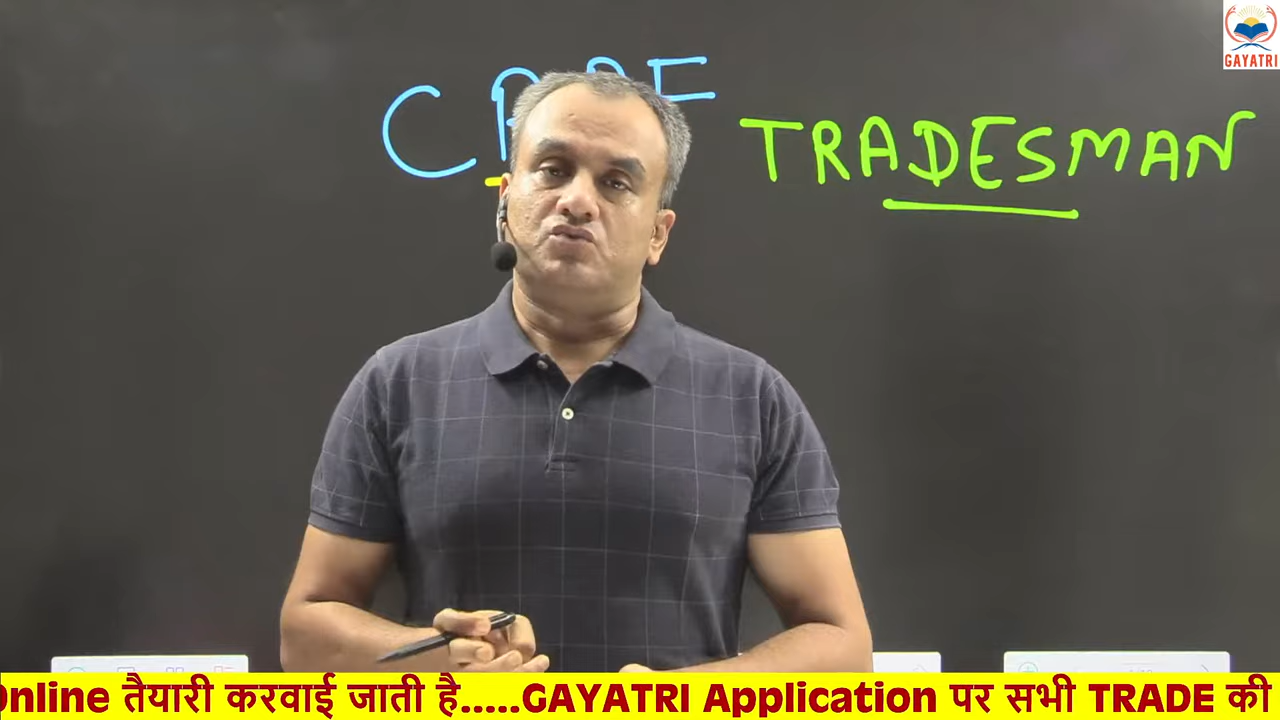 GAYATRI
TRADESMAN
Online तैयारी करवाई जाती है.....GAYATRI Application पर सभी TRADE की